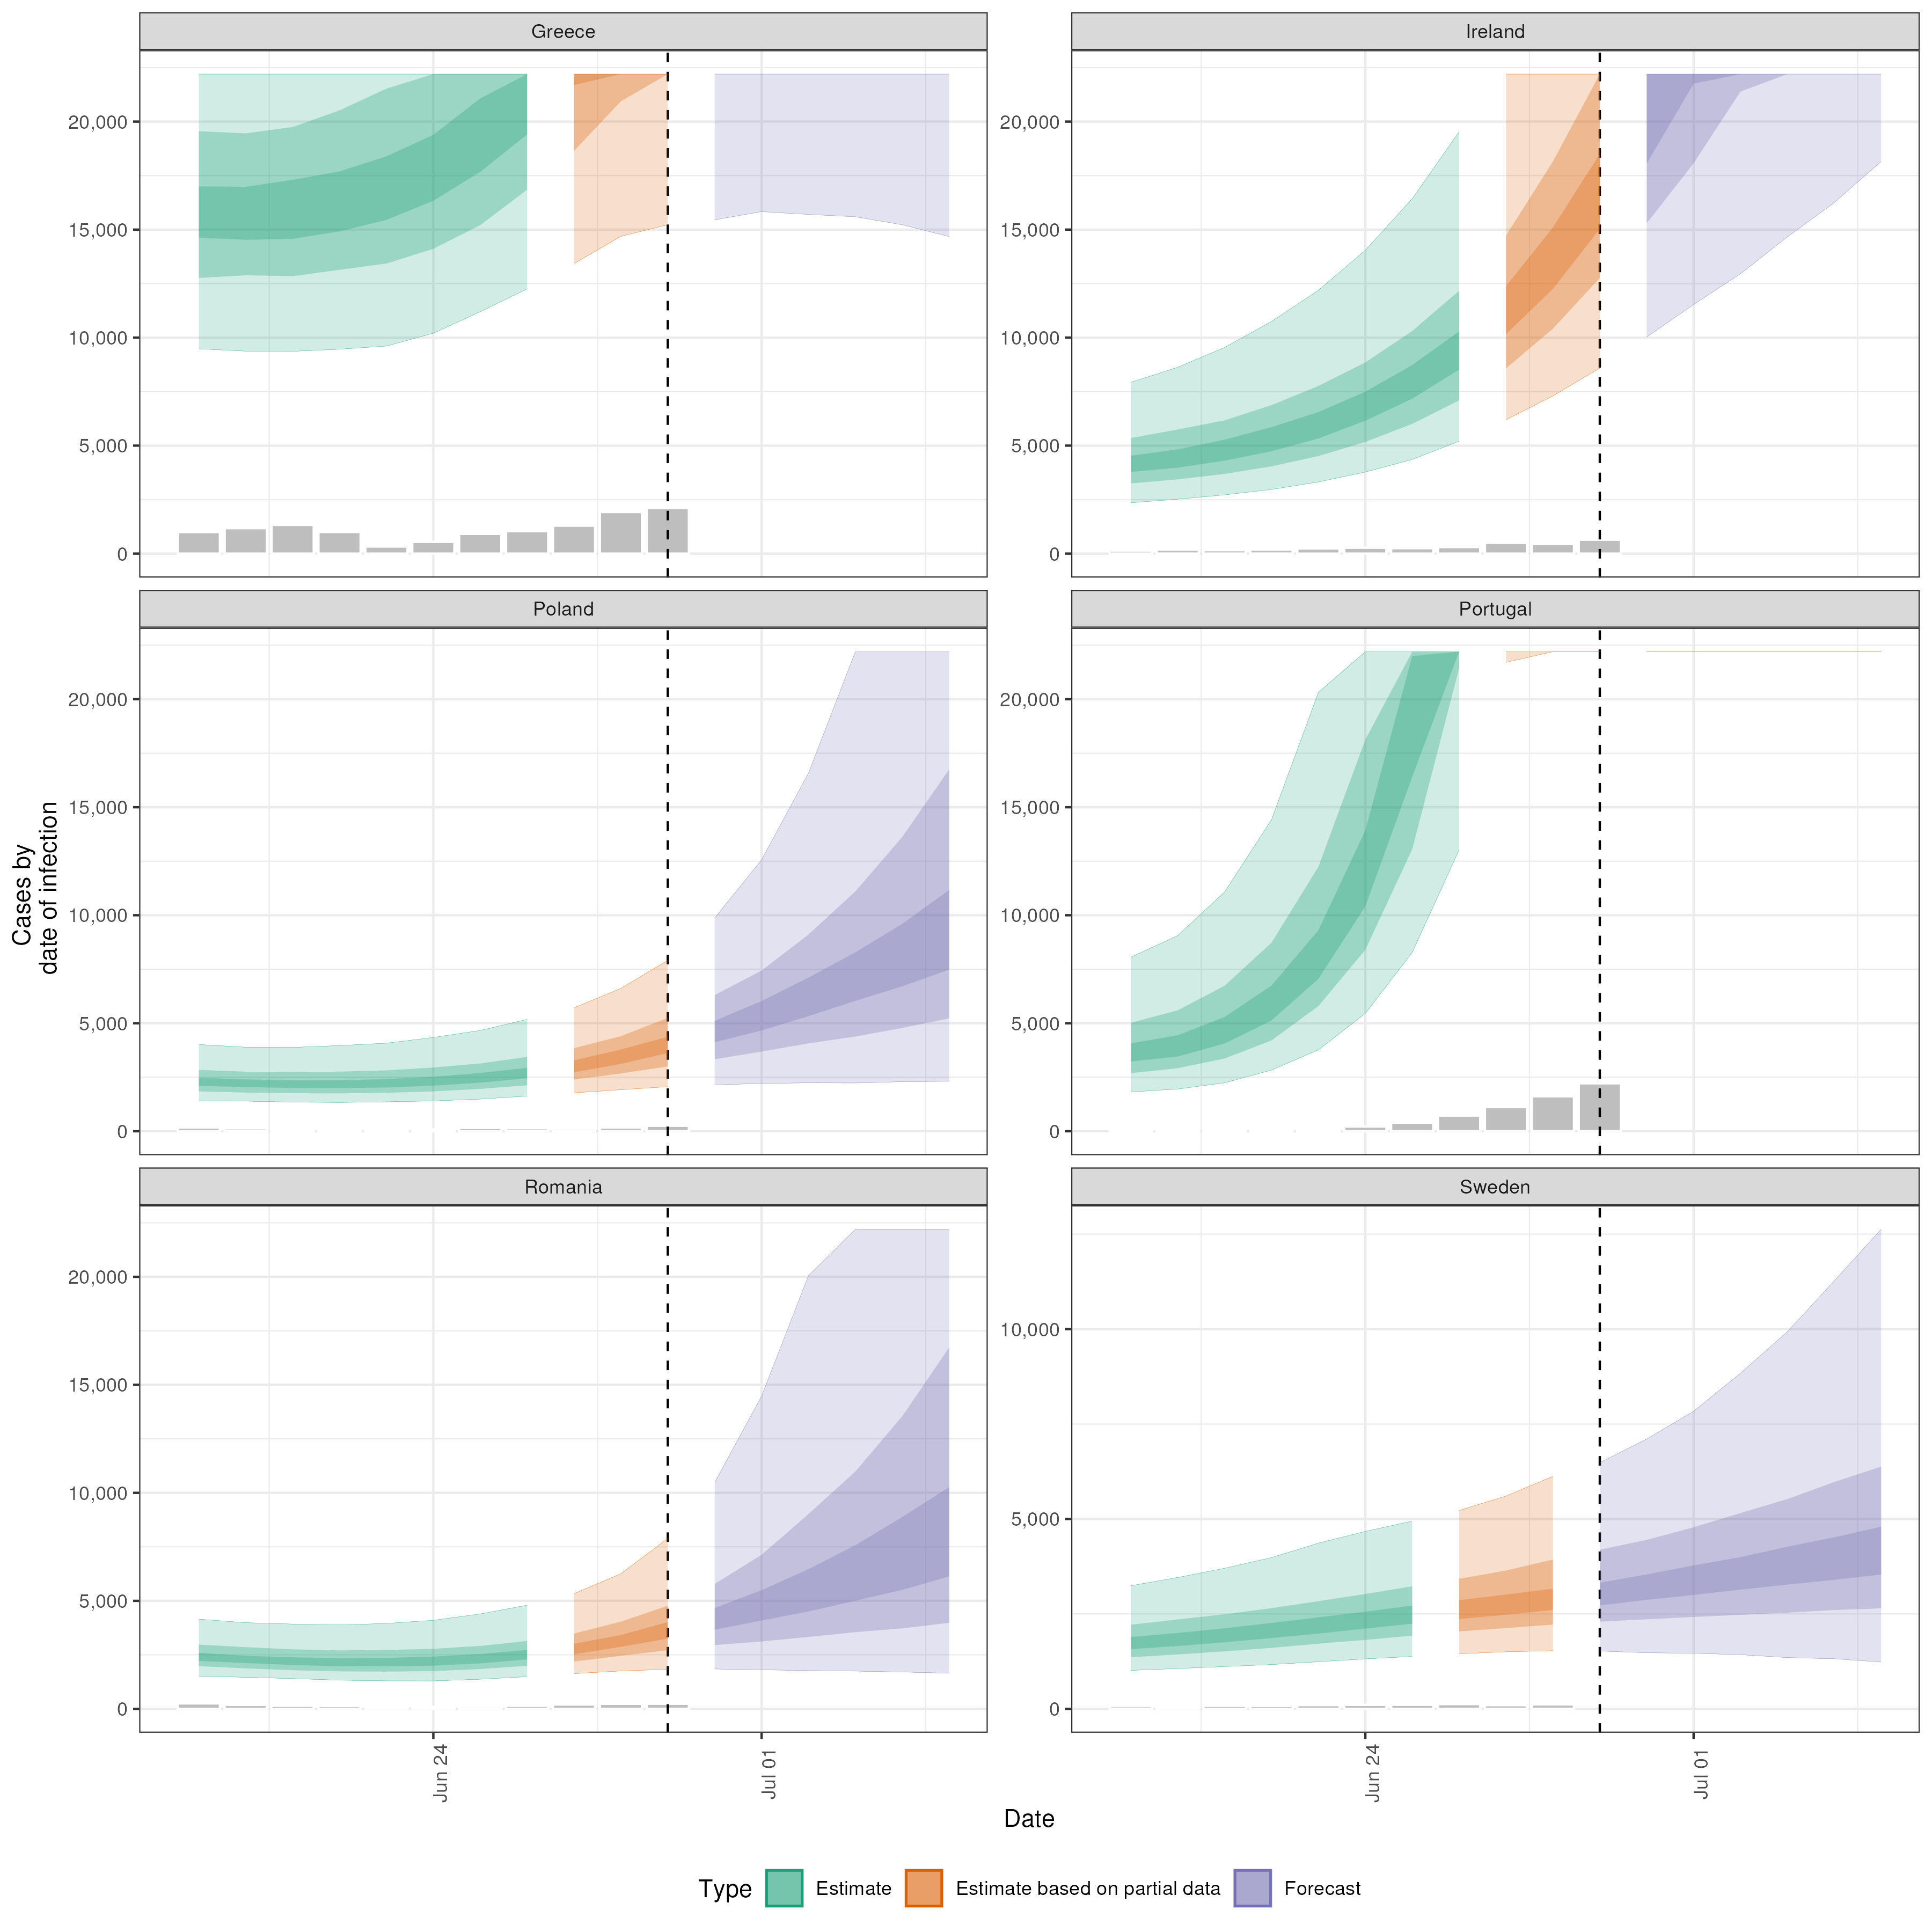 Greece
Ireland
20,000
15,000
10,000
5,000
0
20,000
15,000
10,000
5,000
0
Poland
Portugal
20,000
15,000
10,000
5,000
0
20,000
15,000
10,000
5,000
0
Cases by
date of infection
Romania
Sweden
20,000
15,000
10,000
5,000
0
10,000
5,000
0
Jun 24
Jul 01
Jun 24
Jul 01
Date
Type Estimate Estimate based on partial data Forecast